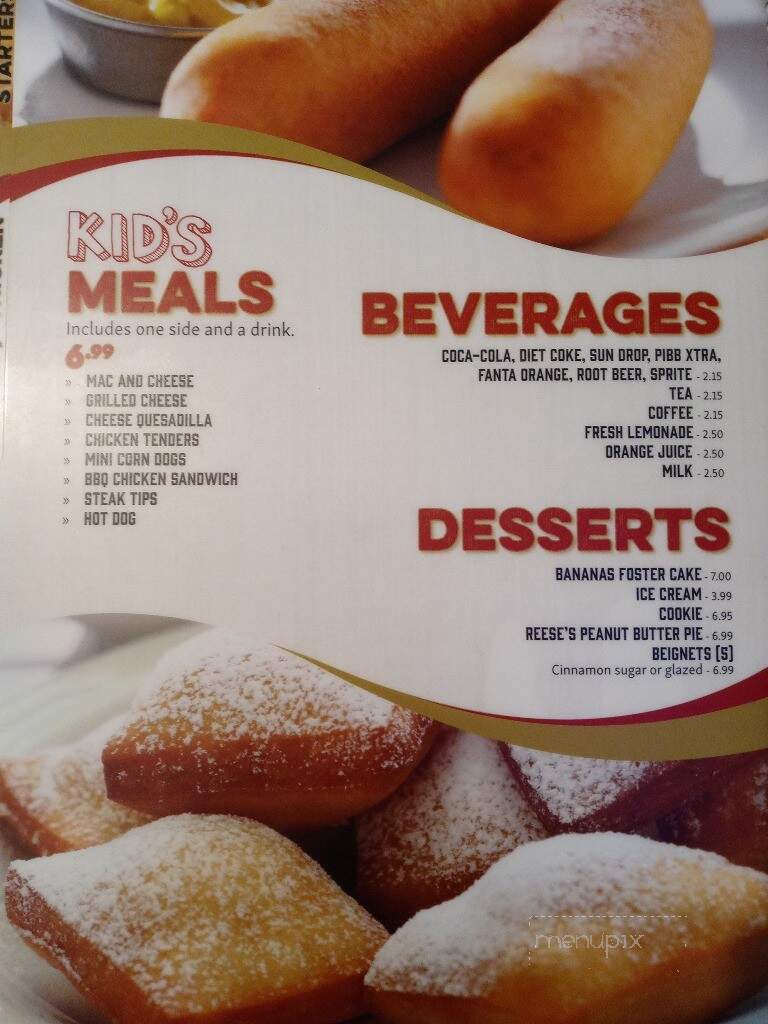 STARTERS
KID'S
MEALS
Includes one side and a drink.
6.99
» MAC AND CHEESE
» GRILLED CHEESE
» CHEESE QUESADILLA
» CHICKEN TENDERS
» MINI CORN DOGS
» BBQ CHICKEN SANDWICH
» STEAK TIPS
» HOT DOG
BEVERAGES
COCA-COLA, DIET COKE, SUN DROP, PIBB XTRA,
FANTA ORANGE, ROOT BEER, SPRITE - 2.15
TEA - 2.15
COFFEE - 2.15
FRESH LEMONADE - 2.50
ORANGE JUICE - 2.50
MILK - 2.50
DESSERTS
BANANAS FOSTER CAKE - 7.00
ICE CREAM - 3.99
COOKIE - 6.95
REESE'S PEANUT BUTTER PIE - 6.99
BEIGNETS (5)
Cinnamon sugar or glazed - 6.99
menupix